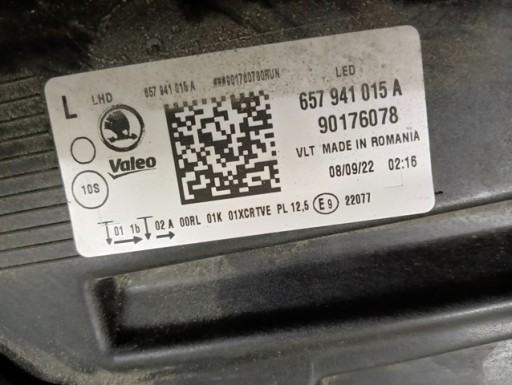 L LHD 657 941 015 A ###901760780RUN LED
657 941 015 A
90176078
Valeo
VLT MADE IN ROMANIA
10S
08/09/22 02:16
01 1b 02 A 00RL 01K 01XCRTVE PL 12,5 E9 22077